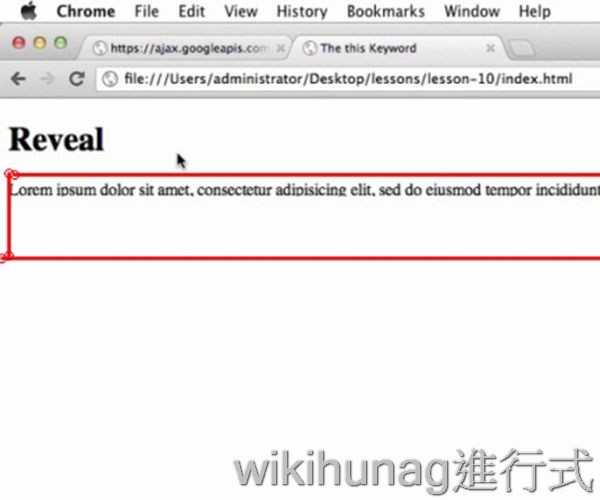 Chrome File Edit View History Bookmarks Window Help
https://ajax.googleapis.com The this Keyword
file:///Users/administrator/Desktop/lessons/lesson-10/index.html
Reveal
Lorem ipsum dolor sit amet, consectetur adipisicing elit, sed do eiusmod tempor incididunt
wikihunag進行式